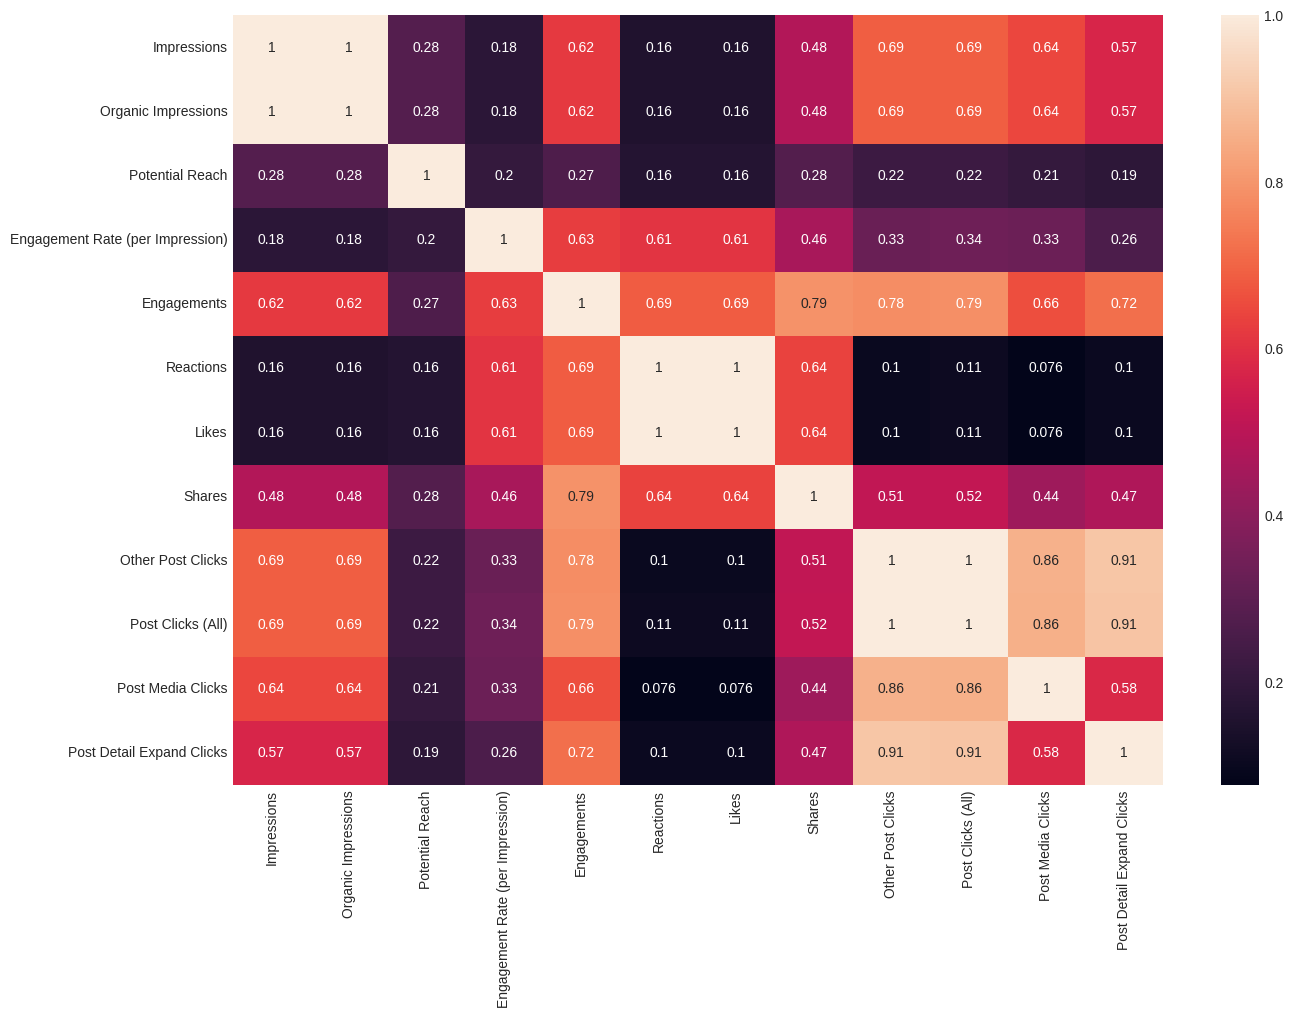 Impressions 1 1 0.28 0.18 0.62 0.16 0.16 0.48 0.69 0.69 0.64 0.57
Organic Impressions 1 1 0.28 0.18 0.62 0.16 0.16 0.48 0.69 0.69 0.64 0.57
Potential Reach 0.28 0.28 1 0.2 0.27 0.16 0.16 0.28 0.22 0.22 0.21 0.19
Engagement Rate (per Impression) 0.18 0.18 0.2 1 0.63 0.61 0.61 0.46 0.33 0.34 0.33 0.26
Engagements 0.62 0.62 0.27 0.63 1 0.69 0.69 0.79 0.78 0.79 0.66 0.72
Reactions 0.16 0.16 0.16 0.61 0.69 1 1 0.64 0.1 0.11 0.076 0.1
Likes 0.16 0.16 0.16 0.61 0.69 1 1 0.64 0.1 0.11 0.076 0.1
Shares 0.48 0.48 0.28 0.46 0.79 0.64 0.64 1 0.51 0.52 0.44 0.47
Other Post Clicks 0.69 0.69 0.22 0.33 0.78 0.1 0.1 0.51 1 1 0.86 0.91
Post Clicks (All) 0.69 0.69 0.22 0.34 0.79 0.11 0.11 0.52 1 1 0.86 0.91
Post Media Clicks 0.64 0.64 0.21 0.33 0.66 0.076 0.076 0.44 0.86 0.86 1 0.58
Post Detail Expand Clicks 0.57 0.57 0.19 0.26 0.72 0.1 0.1 0.47 0.91 0.91 0.58 1
Impressions
Organic Impressions
Potential Reach
Engagement Rate (per Impression)
Engagements
Reactions
Likes
Shares
Other Post Clicks
Post Clicks (All)
Post Media Clicks
Post Detail Expand Clicks
1.0
0.8
0.6
0.4
0.2